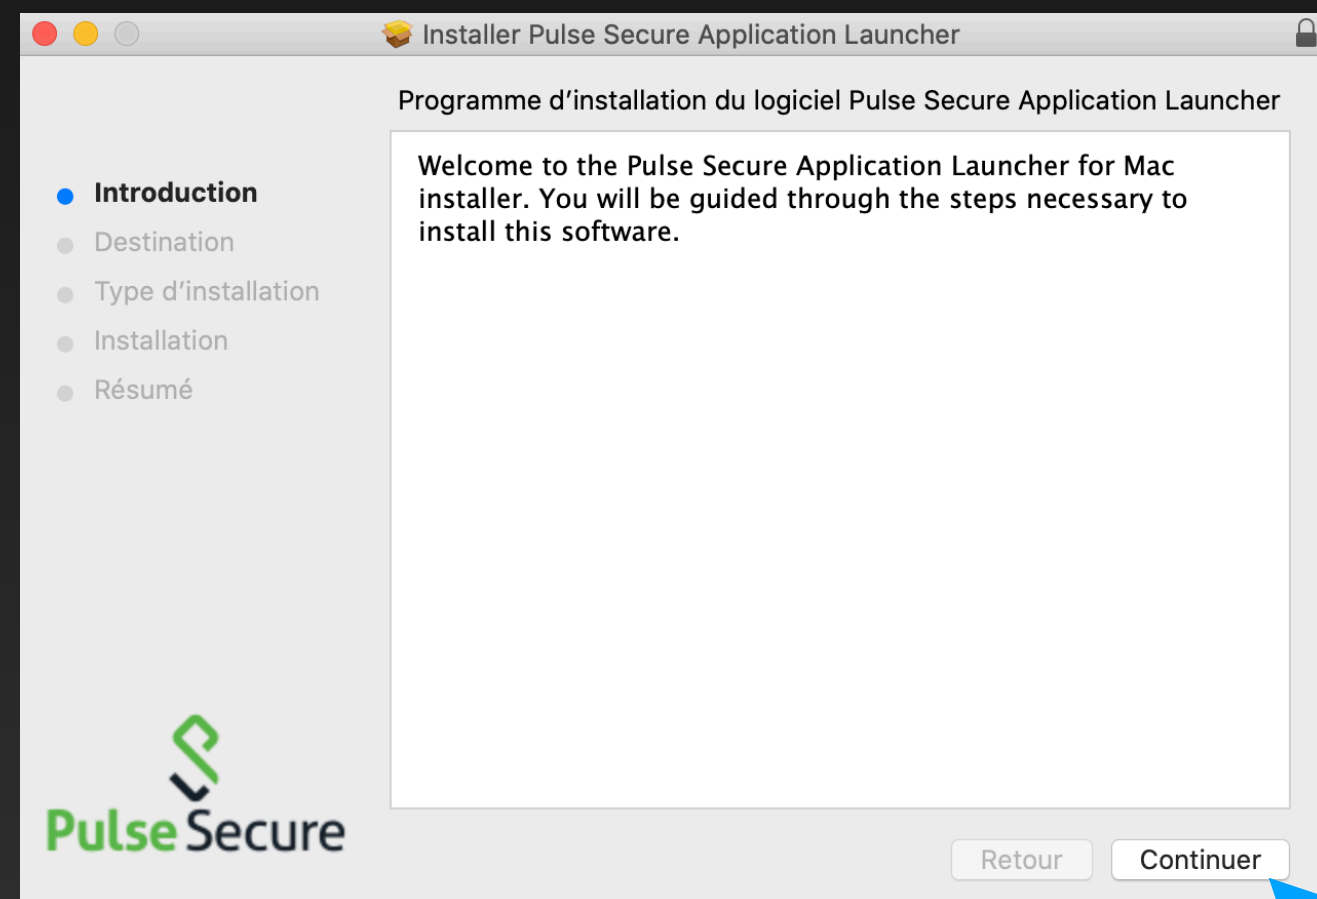 Installer Pulse Secure Application Launcher
Programme d’installation du logiciel Pulse Secure Application Launcher
Introduction
Destination
Type d’installation
Installation
Résumé
Welcome to the Pulse Secure Application Launcher for Mac
installer. You will be guided through the steps necessary to
install this software.
Pulse Secure
Retour
Continuer